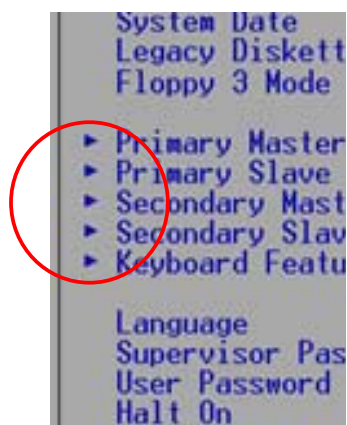 System Date
Legacy Diskett
Floppy 3 Mode
Primary Master
Primary Slave
Secondary Mast
Secondary Slav
Keyboard Featu
Language
Supervisor Pas
User Password
Halt On